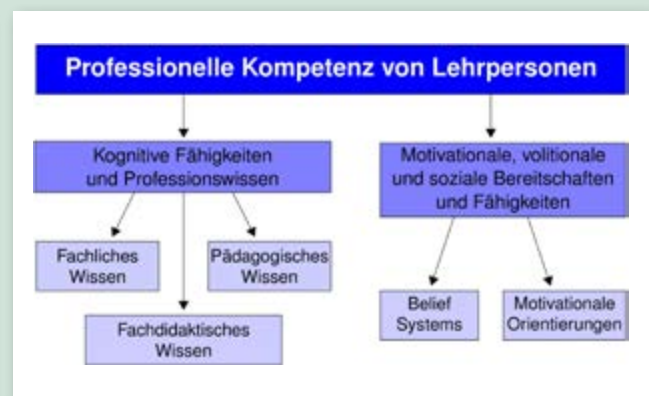 Professionelle Kompetenz von Lehrpersonen
Kognitive Fähigkeiten
und Professionswissen
Motivationale, volitionale
und soziale Bereitschaften
und Fähigkeiten
Fachliches
Wissen
Pädagogisches
Wissen
Fachdidaktisches
Wissen
Belief
Systems
Motivationale
Orientierungen